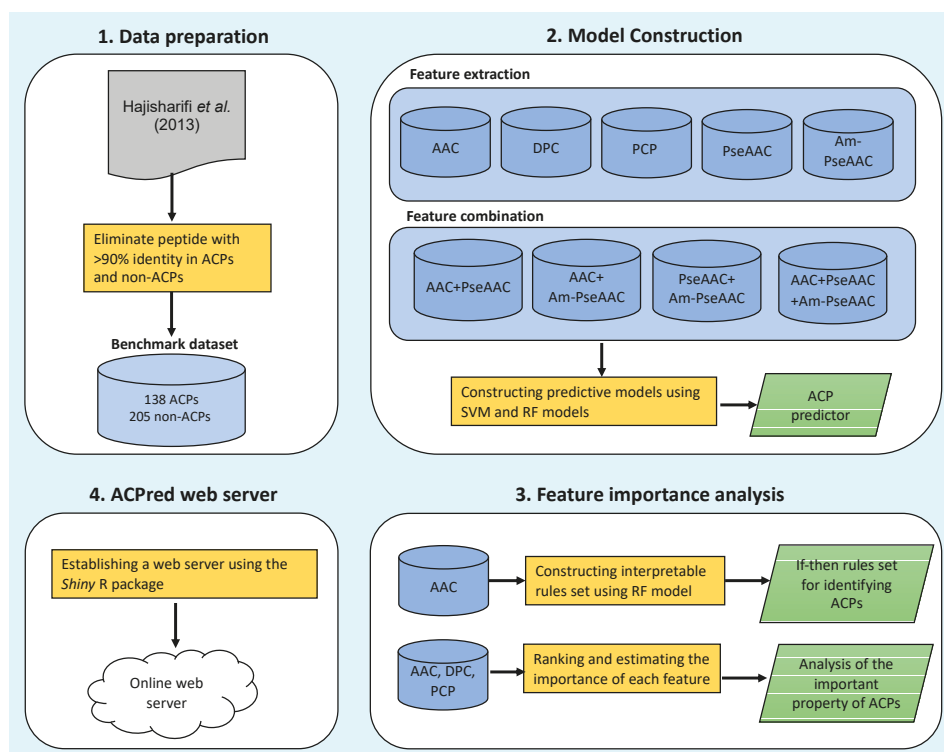 1. Data preparation
Hajisharifi et al.
(2013)
Eliminate peptide with
>90% identity in ACPs
and non-ACPs
Benchmark dataset
138 ACPs
205 non-ACPs
2. Model Construction
Feature extraction
AAC
DPC
PCP
PseAAC
Am-
PseAAC
Feature combination
AAC+PseAAC
AAC+
Am-PseAAC
PseAAC+
Am-PseAAC
AAC+PseAAC
+Am-PseAAC
Constructing predictive models using
SVM and RF models
ACP
predictor
4. ACPred web server
Establishing a web server using the
Shiny R package
Online web
server
3. Feature importance analysis
AAC
Constructing interpretable
rules set using RF model
If-then rules set
for identifying
ACPs
AAC, DPC,
PCP
Ranking and estimating the
importance of each feature
Analysis of the
important
property of ACPs